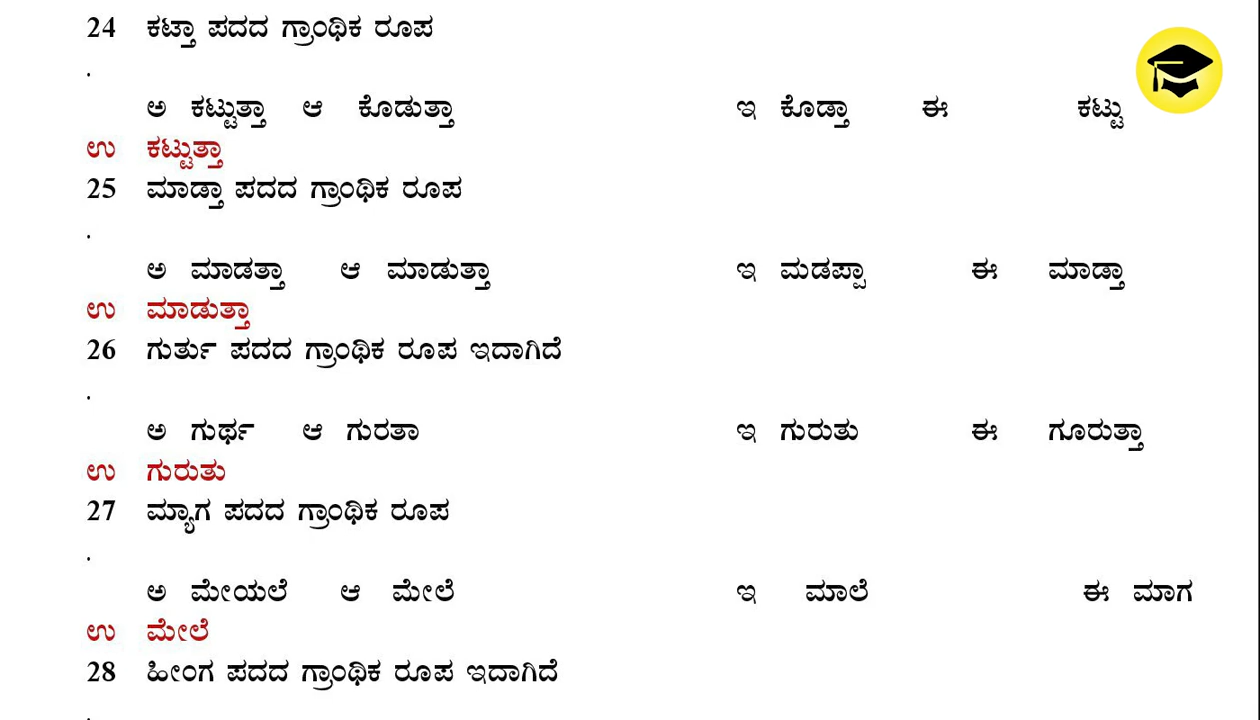 24 ಕಟ್ತಾ ಪದದ ಗ್ರಾಂಥಿಕ ರೂಪ
.
ಅ ಕಟ್ಟುತ್ತಾ ಆ ಕೊಡುತ್ತಾ ಇ ಕೊಡ್ತಾ ಈ ಕಟ್ಟು
ಉ ಕಟ್ಟುತ್ತಾ
25 ಮಾಡ್ತಾ ಪದದ ಗ್ರಾಂಥಿಕ ರೂಪ
.
ಅ ಮಾಡತ್ತಾ ಆ ಮಾಡುತ್ತಾ ಇ ಮಡಪ್ಪಾ ಈ ಮಾಡ್ತಾ
ಉ ಮಾಡುತ್ತಾ
26 ಗುರ್ತು ಪದದ ಗ್ರಾಂಥಿಕ ರೂಪ ಇದಾಗಿದೆ
.
ಅ ಗುರ್ಥ ಆ ಗುರತಾ ಇ ಗುರುತು ಈ ಗೂರುತ್ತಾ
ಉ ಗುರುತು
27 ಮ್ಯಾಗ ಪದದ ಗ್ರಾಂಥಿಕ ರೂಪ
.
ಅ ಮೇಯಲೆ ಆ ಮೇಲೆ ಇ ಮಾಲೆ ಈ ಮಾಗ
ಉ ಮೇಲೆ
28 ಹೀಂಗ ಪದದ ಗ್ರಾಂಥಿಕ ರೂಪ ಇದಾಗಿದೆ
.